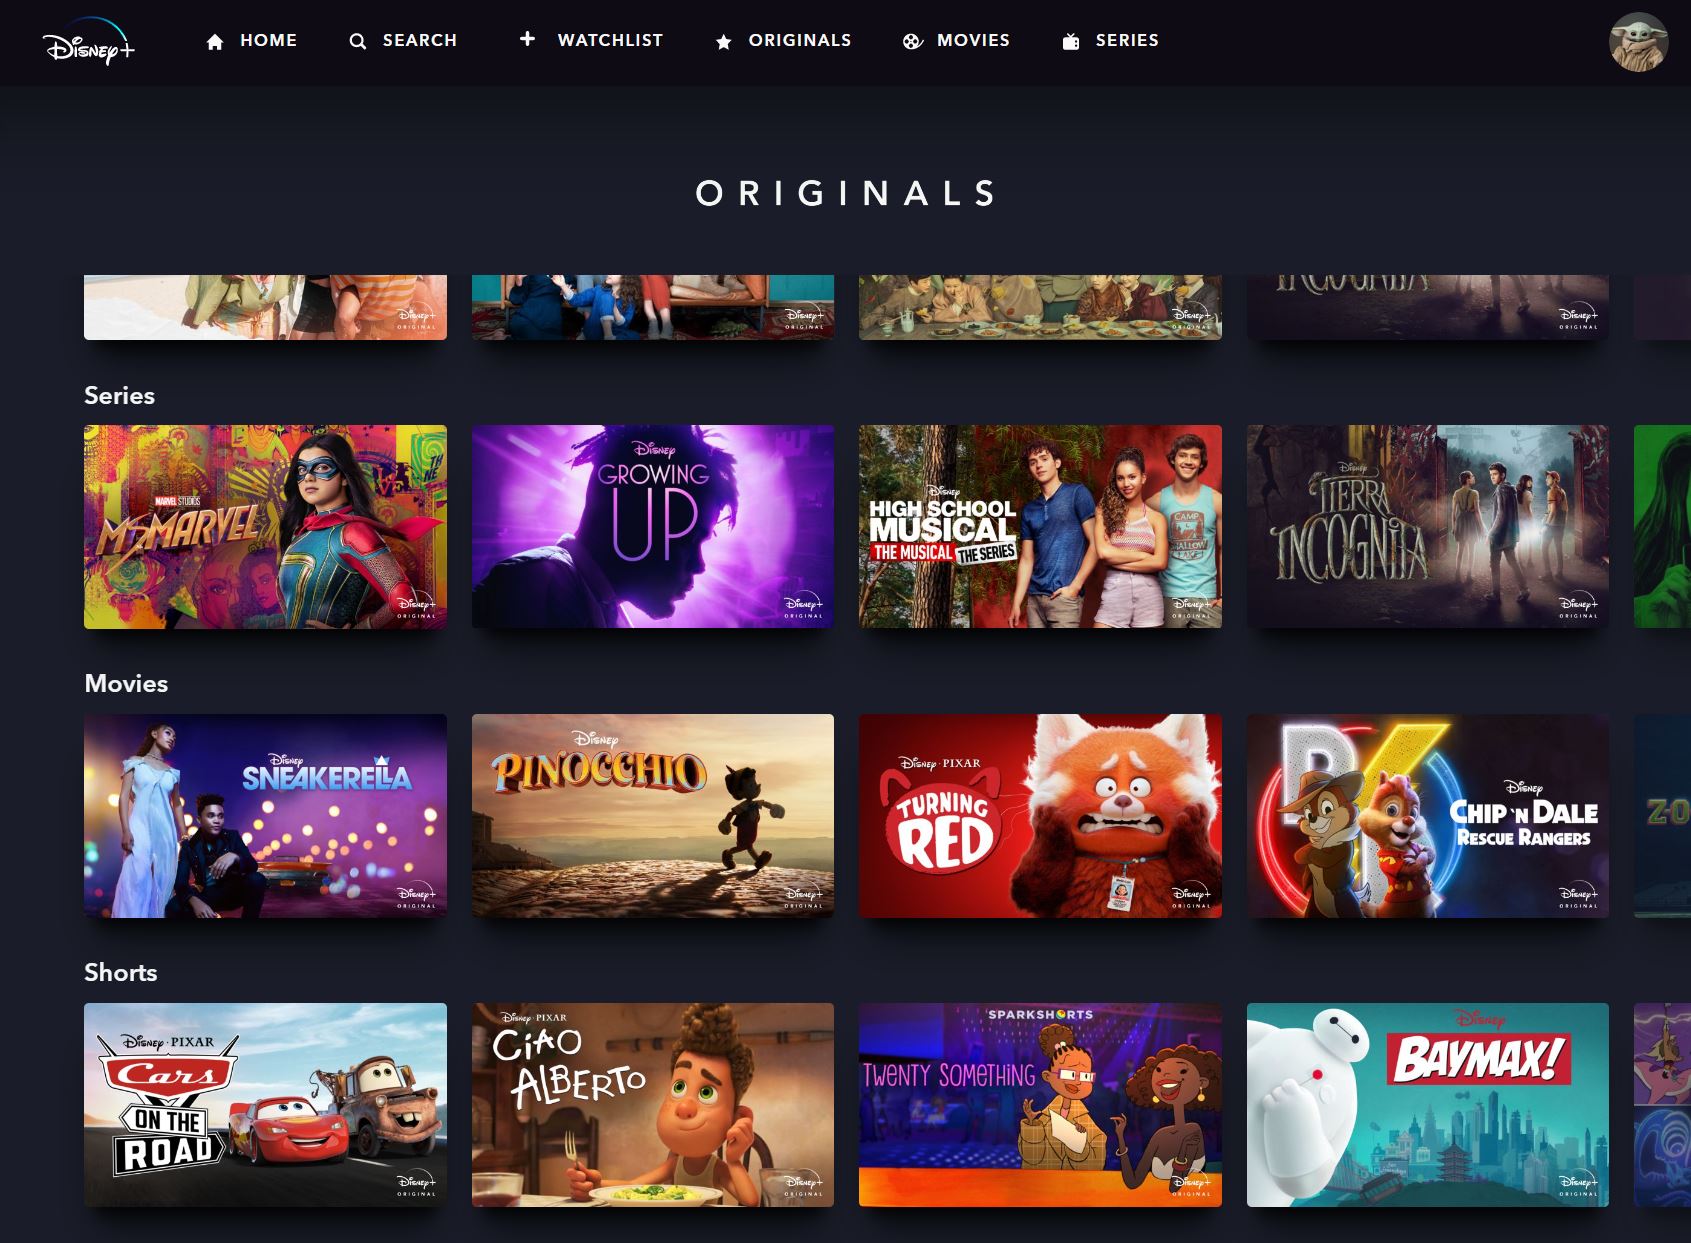 Disney+
HOME
SEARCH
WATCHLIST
ORIGINALS
MOVIES
SERIES
ORIGINALS
Disney+
ORIGINAL
Disney+
ORIGINAL
Disney+
ORIGINAL
INCOGNITA
Disney+
ORIGINAL
Series
MARVEL STUDIOS
MS. MARVEL
Disney+
ORIGINAL
Disney
GROWING
UP
Disney+
ORIGINAL
Disney
HIGH SCHOOL
MUSICAL
THE MUSICAL THE SERIES
CAMP
Disney+
ORIGINAL
Disney
TIERRA
INCOGNITA
Disney+
ORIGINAL
Movies
Disney
SNEAKERELLA
Disney+
ORIGINAL
Disney
PINOCCHIO
Disney+
ORIGINAL
Disney · PIXAR
TURNING
RED
Disney+
ORIGINAL
Disney
CHIP 'N DALE
RESCUE RANGERS
Disney+
ORIGINAL
ZO
Shorts
Disney · PIXAR
Cars
ON THE
ROAD
Disney+
ORIGINAL
Disney · PIXAR
CIAO
ALBERTO
Disney+
ORIGINAL
SPARKSHORTS
TWENTY SOMETHING
Disney+
ORIGINAL
Disney
BAYMAX!
Disney+
ORIGINAL